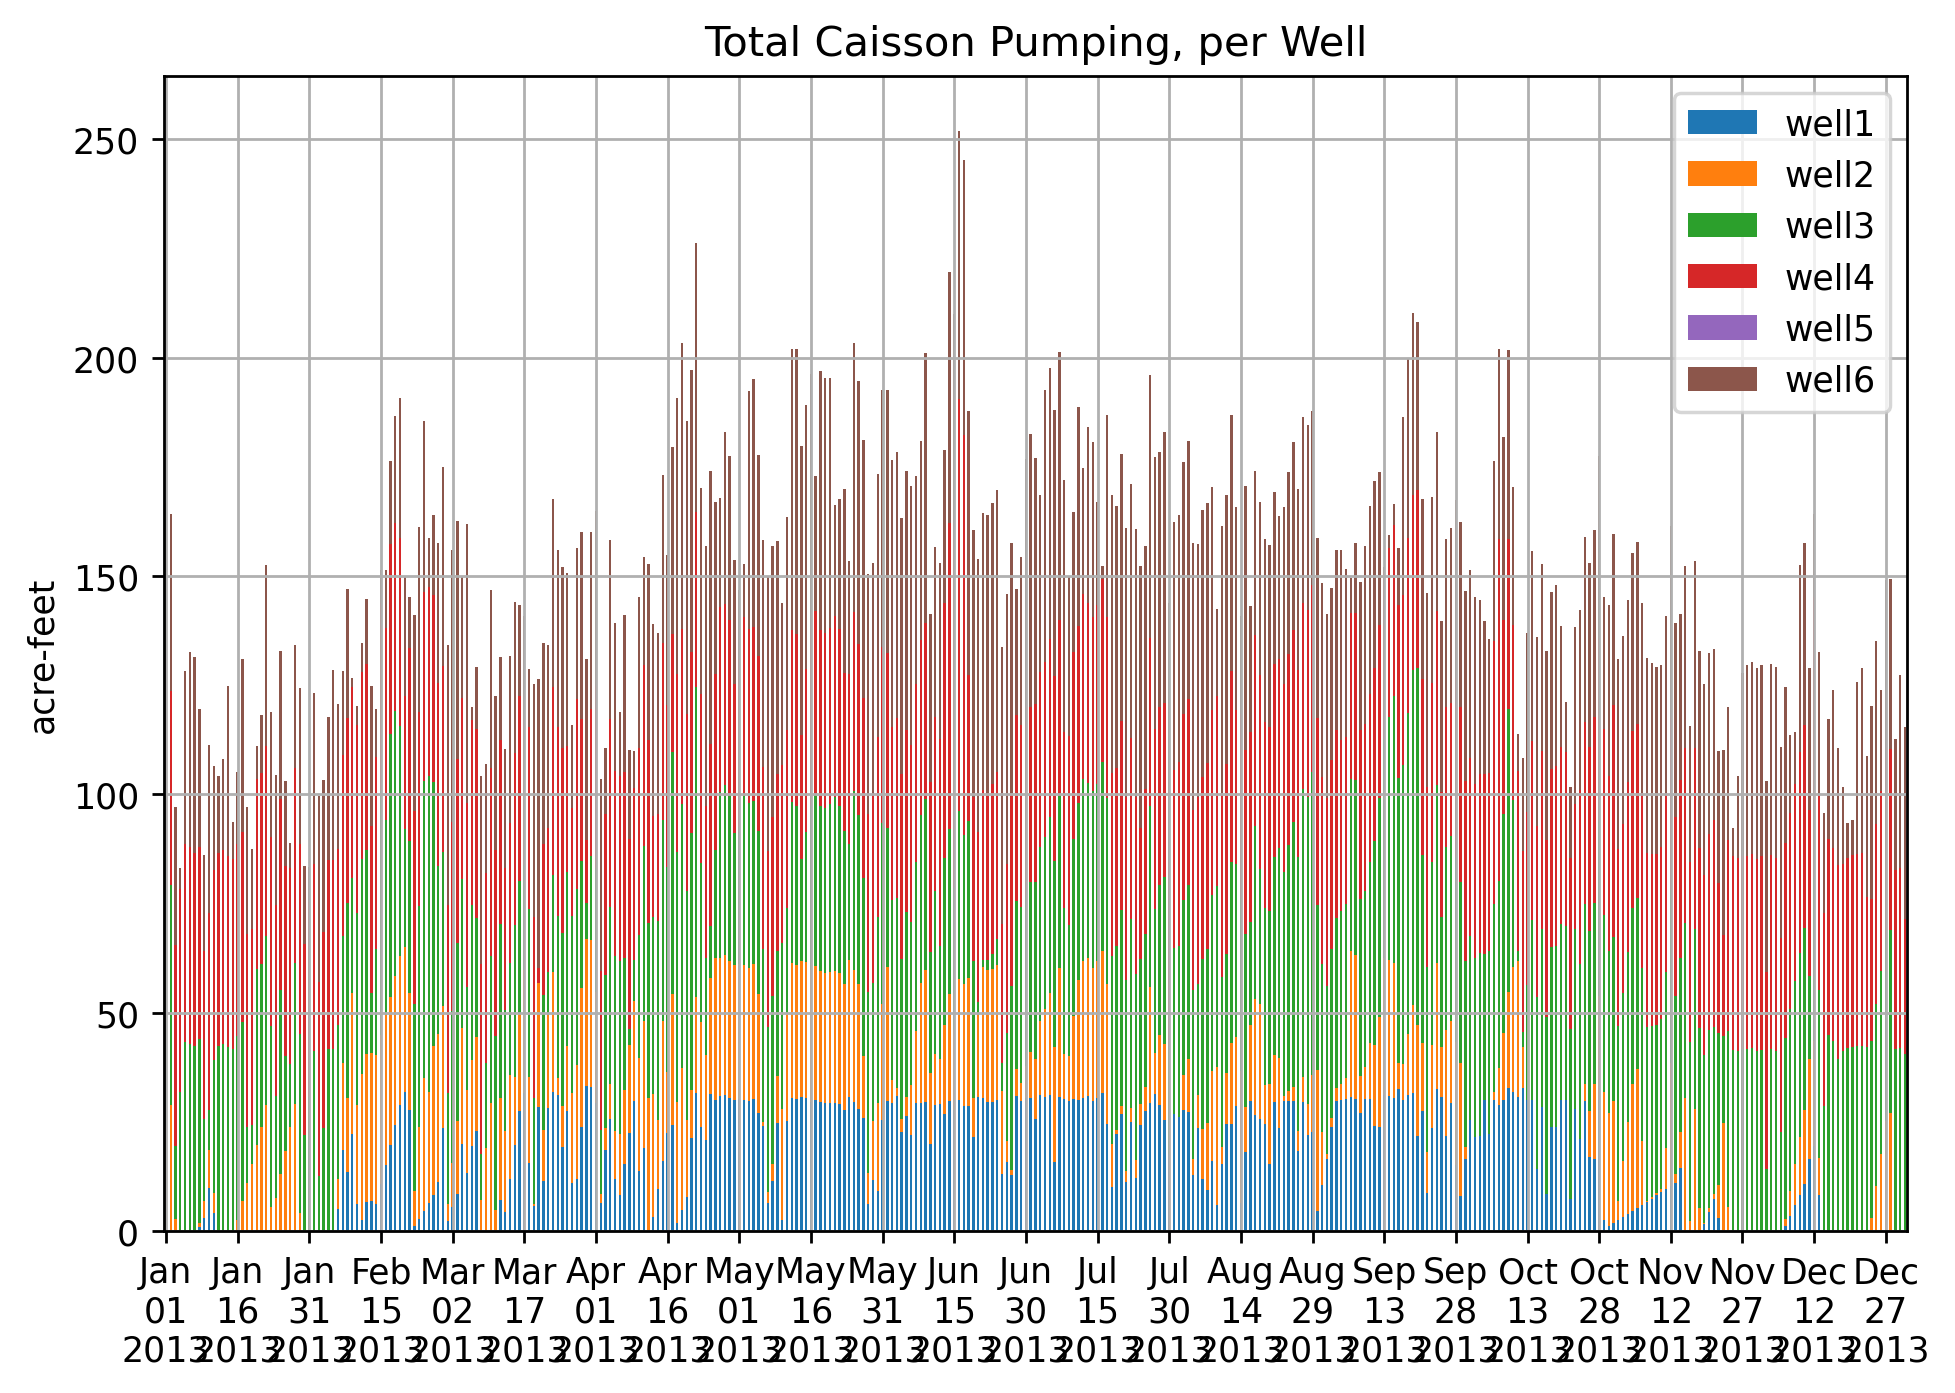 Total Caisson Pumping, per Well
250
200
150
100
50
0
acre-feet
well1
well2
well3
well4
well5
well6
Jan Jan Jan Feb Mar Mar Apr Apr May May May Jun Jun Jul Jul Aug Aug Sep Sep Oct Oct Nov Nov Dec Dec
01 16 31 15 02 17 01 16 01 16 31 15 30 15 30 14 29 13 28 13 28 12 27 12 27
2013 2013 2013 2013 2013 2013 2013 2013 2013 2013 2013 2013 2013 2013 2013 2013 2013 2013 2013 2013 2013 2013 2013 2013 2013